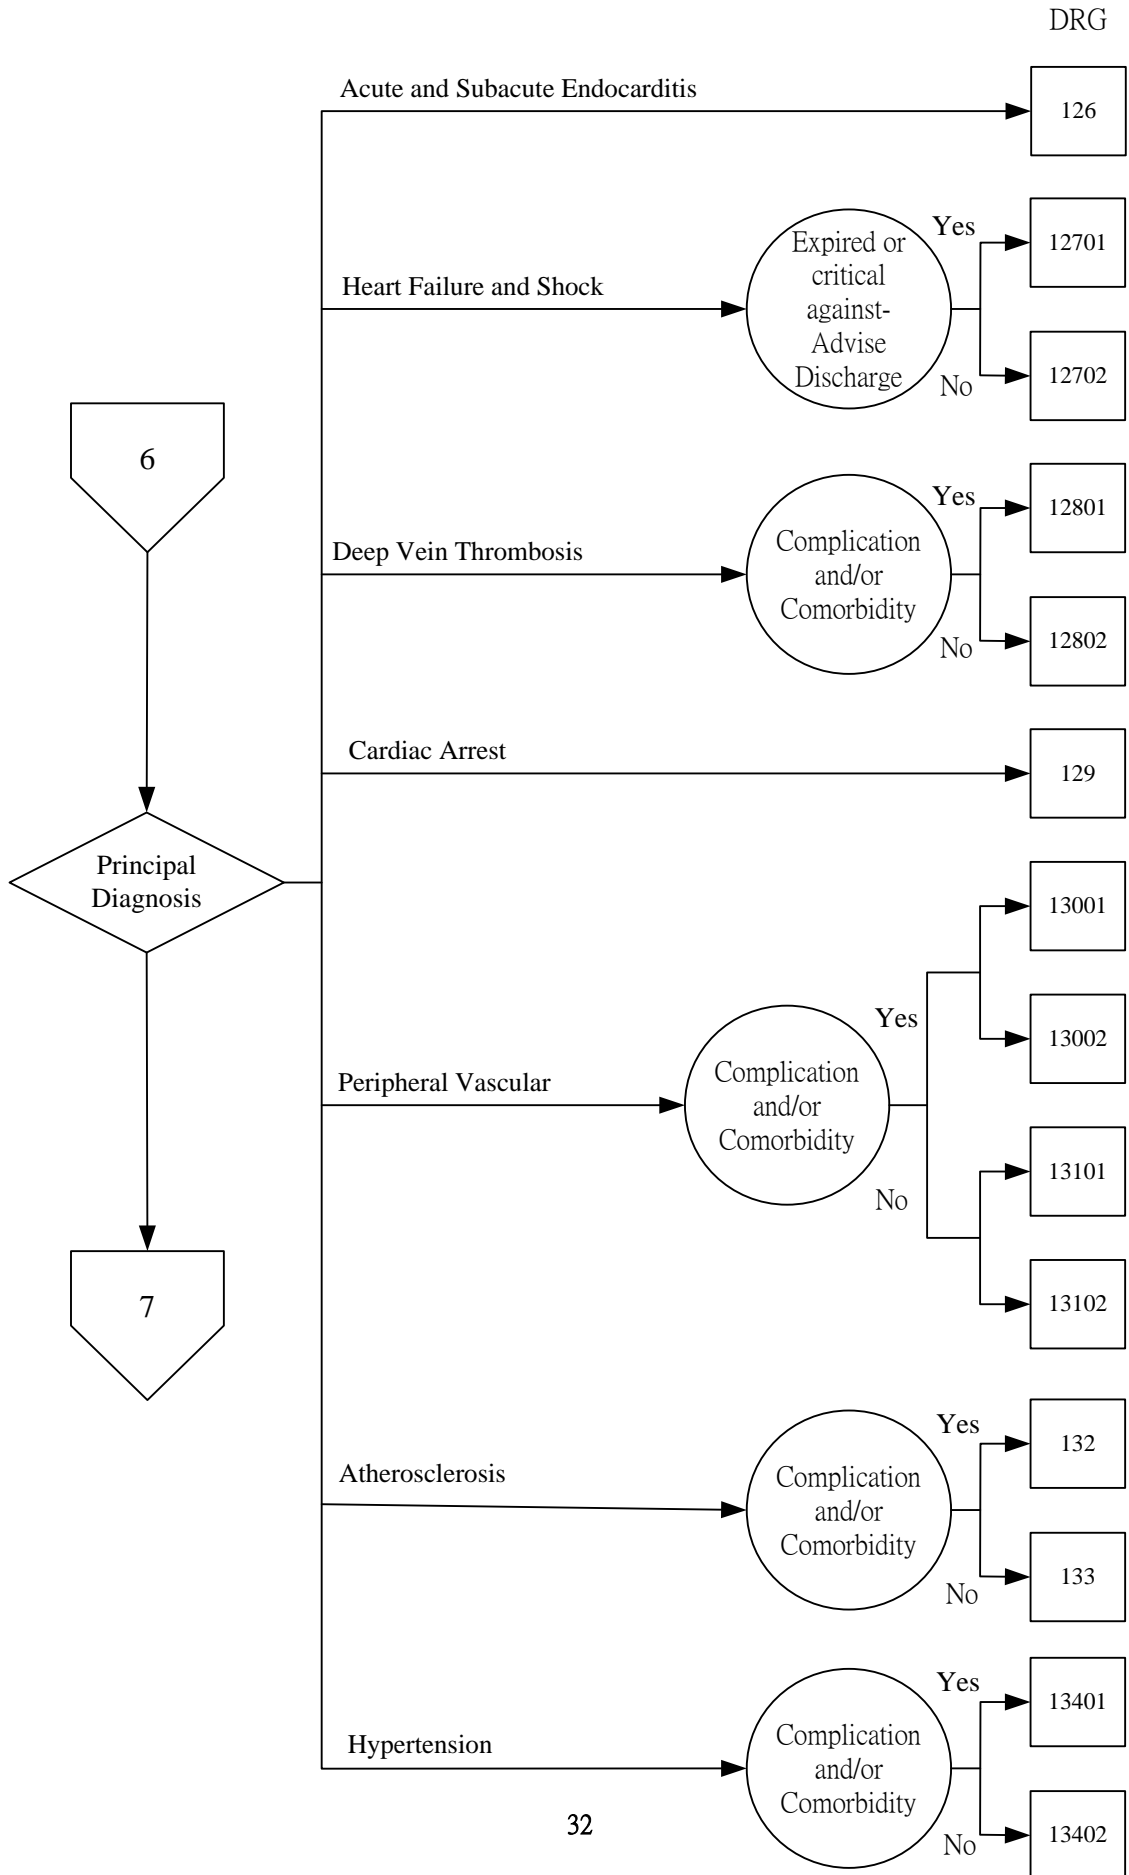 DRG
Acute and Subacute Endocarditis
126
Heart Failure and Shock
Expired or
critical
against-
Advise
Discharge
Yes
12701
No
12702
6
Deep Vein Thrombosis
Complication
and/or
Comorbidity
Yes
12801
No
12802
Cardiac Arrest
129
Principal
Diagnosis
Peripheral Vascular
Complication
and/or
Comorbidity
Yes
13001
13002
No
13101
13102
7
Atherosclerosis
Complication
and/or
Comorbidity
Yes
132
No
133
Hypertension
Complication
and/or
Comorbidity
Yes
13401
No
13402
32